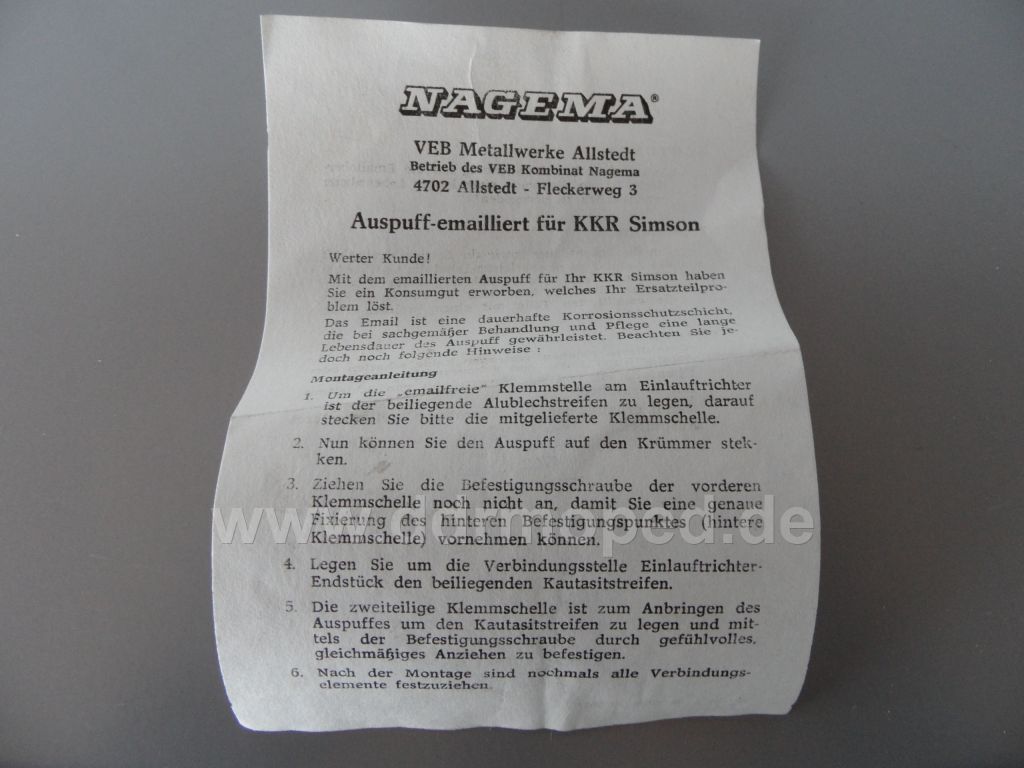 NAGEMA®
VEB Metallwerke Allstedt
Betrieb des VEB Kombinat Nagema
4702 Allstedt - Fleckerweg 3
Auspuff-emailliert für KKR Simson
Werter Kunde!
Mit dem emaillierten Auspuff für Ihr KKR Simson haben
Sie ein Konsumgut erworben, welches Ihr Ersatzteilpro-
blem löst.
Das Email ist eine dauerhafte Korrosionsschutzschicht,
die bei sachgemäßer Behandlung und Pflege eine lange
Lebensdauer des Auspuff gewährleistet. Beachten Sie je-
doch noch folgende Hinweise :
Montageanleitung
1. Um die „emailfreie" Klemmstelle am Einlauftrichter
ist der beiliegende Alublechstreifen zu legen, darauf
stecken Sie bitte die mitgelieferte Klemmschelle.
2. Nun können Sie den Auspuff auf den Krümmer stek-
ken.
3. Ziehen Sie die Befestigungsschraube der vorderen
Klemmschelle noch nicht an, damit Sie eine genaue
Fixierung des hinteren Befestigungspunktes (hintere
Klemmschelle) vornehmen können.
4. Legen Sie um die Verbindungsstelle Einlauftrichter-
Endstück den beiliegenden Kautasitstreifen.
5. Die zweiteilige Klemmschelle ist zum Anbringen des
Auspuffes um den Kautasitstreifen zu legen und mit-
tels der Befestigungsschraube durch gefühlvolles,
gleichmäßiges Anziehen zu befestigen.
6. Nach der Montage sind nochmals alle Verbindungs-
elemente festzuziehen.
www.ddrmoped.de